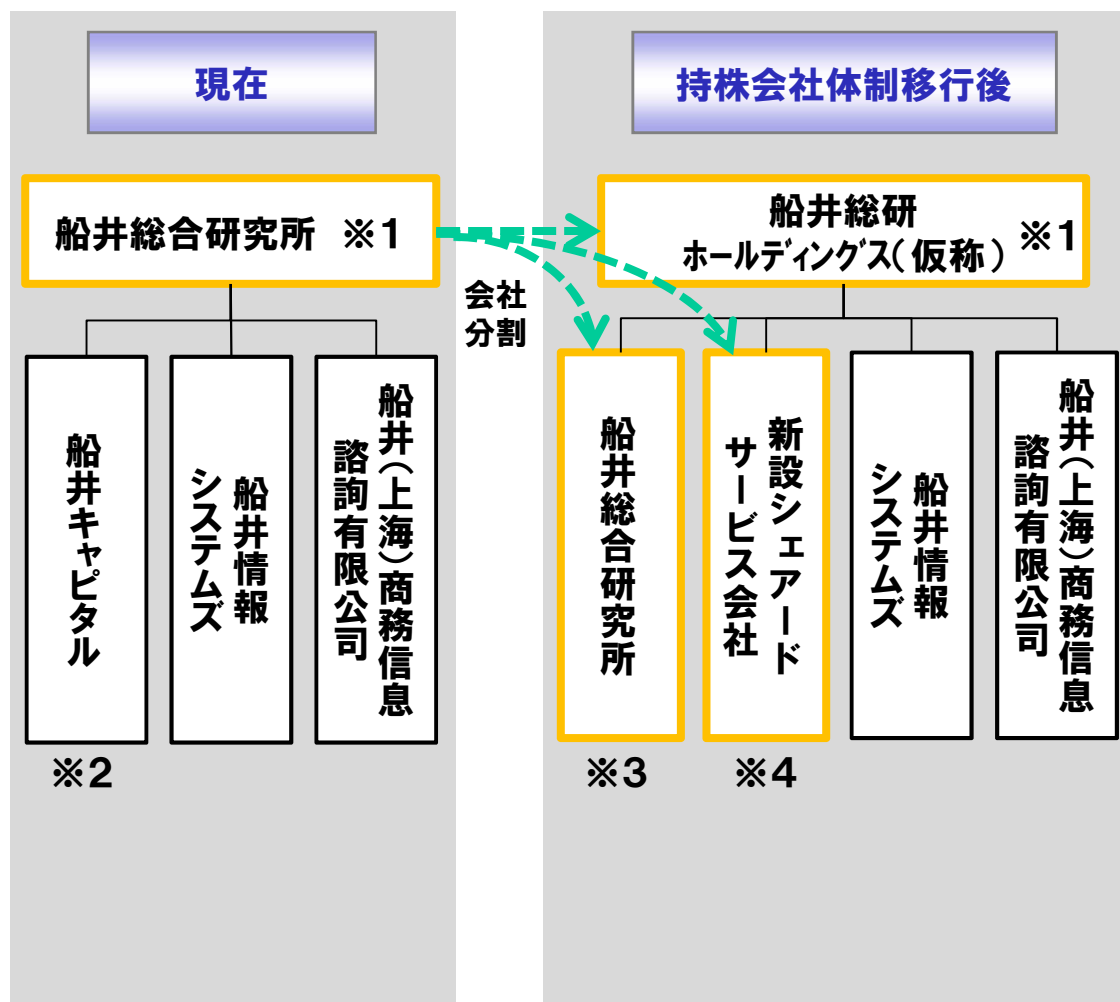 現在
船井総合研究所 ※1
船井キャピタル
船井情報
システムズ
船井(上海)商務信息
諮詢有限公司
※2
会社
分割
持株会社体制移行後
船井総研
ホールディングス(仮称)
※1
船井総合研究所
新設シェアード
サービス会社
船井情報
システムズ
船井(上海)商務信息
諮詢有限公司
※3
※4